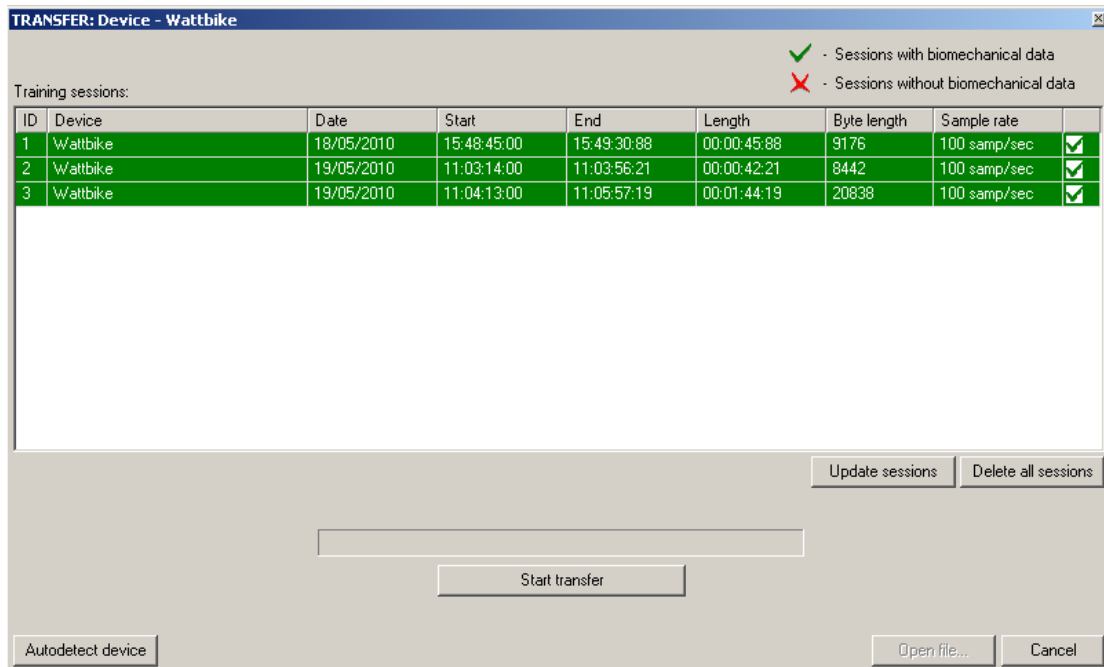 TRANSFER: Device - Wattbike
- Sessions with biomechanical data
- Sessions without biomechanical data
Training sessions:
ID Device Date Start End Length Byte length Sample rate
1 Wattbike 18/05/2010 15:48:45:00 15:49:30:88 00:00:45:88 9176 100 samp/sec
2 Wattbike 19/05/2010 11:03:14:00 11:03:56:21 00:00:42:21 8442 100 samp/sec
3 Wattbike 19/05/2010 11:04:13:00 11:05:57:19 00:01:44:19 20838 100 samp/sec
Update sessions Delete all sessions
Start transfer
Autodetect device Open file... Cancel